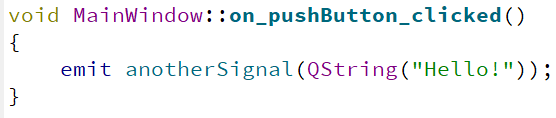 void MainWindow::on_pushButton_clicked()
{
    emit anotherSignal(QString("Hello!"));
}